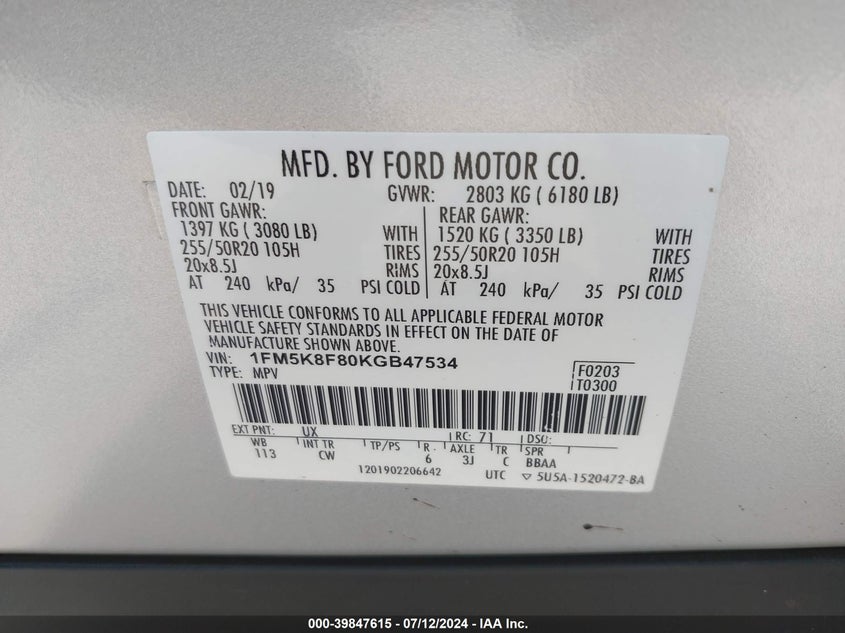 MFD. BY FORD MOTOR CO.
DATE: 02/19 GVWR: 2803 KG ( 6180 LB)
FRONT GAWR: REAR GAWR:
1397 KG ( 3080 LB) WITH 1520 KG ( 3350 LB) WITH
255/50R20 105H TIRES 255/50R20 105H TIRES
20x8.5J RIMS 20x8.5J RIMS
AT 240 kPa/ 35 PSI COLD AT 240 kPa/ 35 PSI COLD
THIS VEHICLE CONFORMS TO ALL APPLICABLE FEDERAL MOTOR
VEHICLE SAFETY STANDARDS IN EFFECT ON THE DATE OF
MANUFACTURE SHOWN ABOVE.
VIN: 1FM5K8F80KGB47534 F0203
TYPE: MPV T0300
EXT PNT: UX RC: 71 DSO:
WB INT TR TP/PS R AXLE TR SPR
113 CW 6 3J C BBAA
1201902206642 UTC ▽ 5U5A-1520472-BA
000-39847615 - 07/12/2024 - IAA Inc.